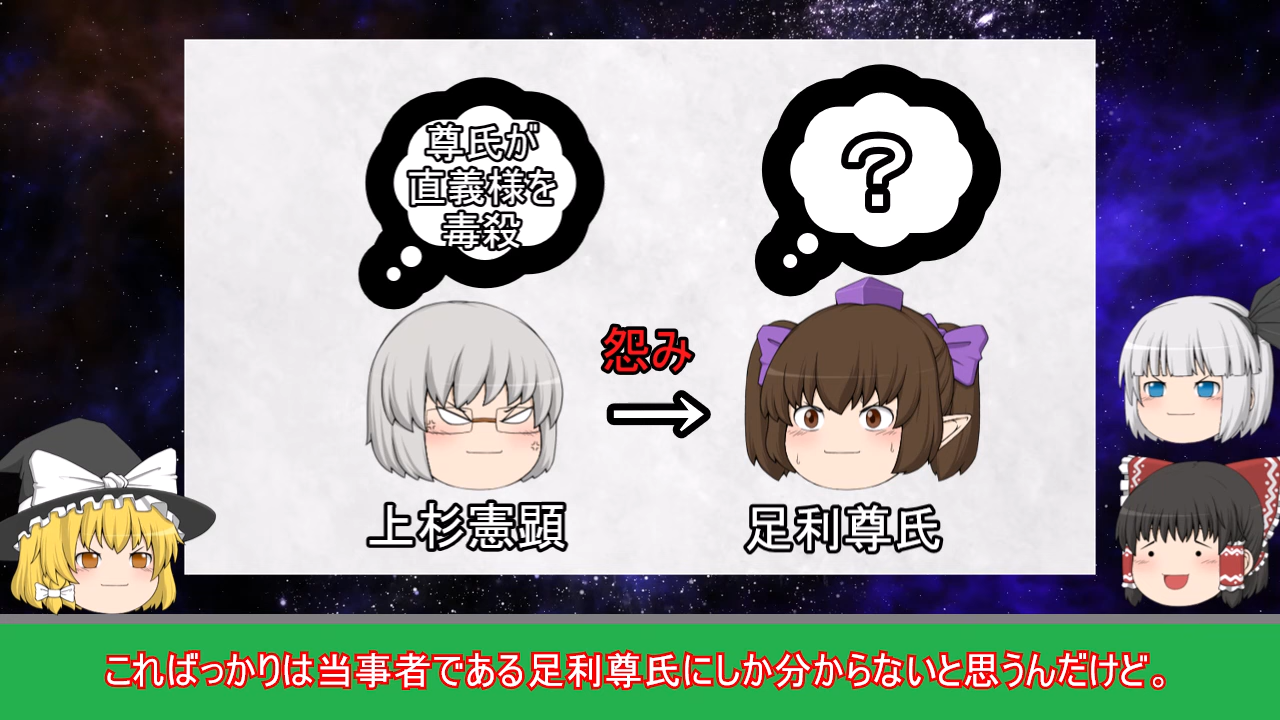 尊氏が
直義様を
毒殺
?
怨み
上杉憲顕
足利尊氏
こればっかりは当事者である足利尊氏にしか分からないと思うんだけど。